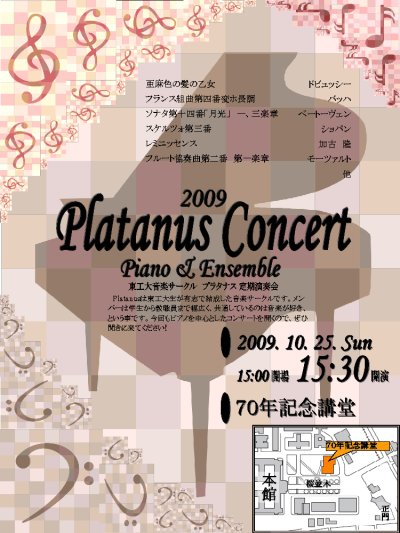 亜麻色の髪の乙女 ドビュッシー
フランス組曲第四番変ホ長調 バッハ
ソナタ第十四番「月光」 一、三楽章 ベートーヴェン
スケルツォ第三番 ショパン
レミニッセンス 加古 隆
フルート協奏曲第二番 第一楽章 モーツァルト
他
2009
Platanus Concert
Piano & Ensemble
東工大音楽サークル プラタナス 定期演奏会
Platanusは東工大生が有志で結成した音楽サークルです。メン
バーは学生から教職員まで幅広く、共通しているのは音楽が好き、
という事です。今回もピアノを中心としたコンサートを開くので、ぜひ
聞きに来てください!
2009. 10. 25. Sun
15:00開場 15:30開演
70年記念講堂
70年記念講堂
本館
桜並木
正門